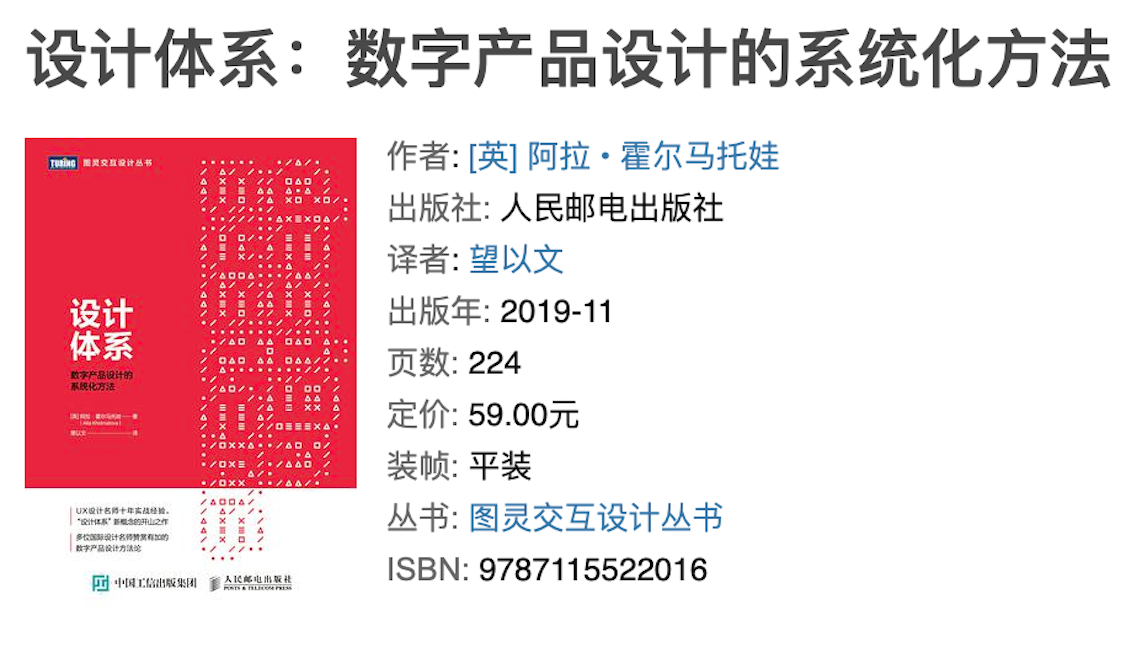 设计体系：数字产品设计的系统化方法
TURING 图灵交互设计丛书
设计
体系
数字产品设计的
系统化方法
[英] 阿拉·霍尔马托娃——著
( Alla Kholmatova )
望以文——译
UX设计名师十年实战经验，
“设计体系”新概念的开山之作
多位国际设计名师赞赏有加的
数字产品设计方法论
中国工信出版集团
人民邮电出版社
POSTS & TELECOM PRESS
作者: [英] 阿拉·霍尔马托娃
出版社: 人民邮电出版社
译者: 望以文
出版年: 2019-11
页数: 224
定价: 59.00元
装帧: 平装
丛书: 图灵交互设计丛书
ISBN: 9787115522016